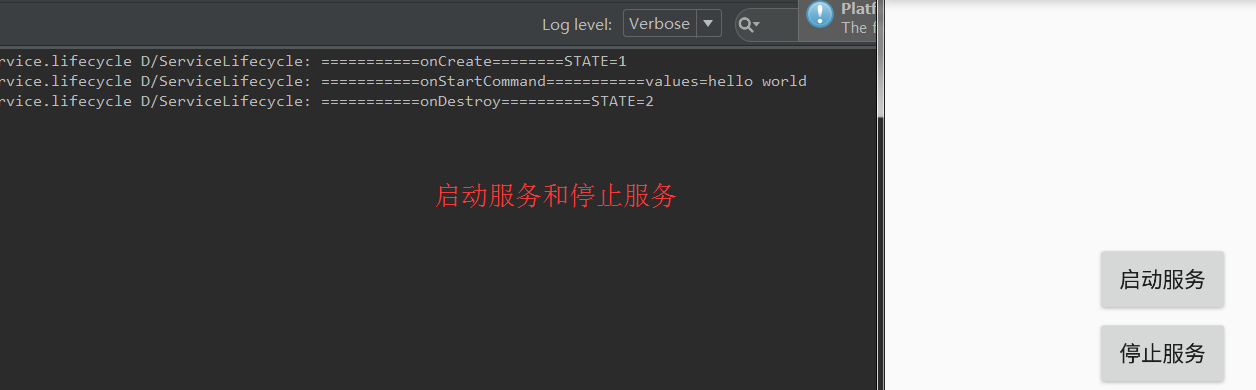 Log level: Verbose
Platf
The f
rvice.lifecycle D/ServiceLifecycle: ===========onCreate========STATE=1
rvice.lifecycle D/ServiceLifecycle: ===========onStartCommand===========values=hello world
rvice.lifecycle D/ServiceLifecycle: ===========onDestroy==========STATE=2
启动服务和停止服务
启动服务
停止服务